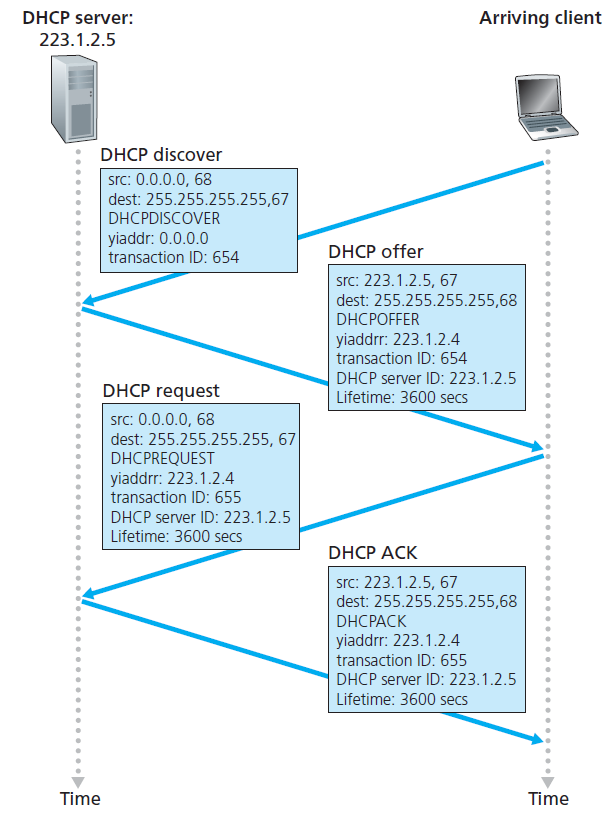 DHCP server:
223.1.2.5
Arriving client
DHCP discover
src: 0.0.0.0, 68
dest: 255.255.255.255,67
DHCPDISCOVER
yiaddr: 0.0.0.0
transaction ID: 654
DHCP offer
src: 223.1.2.5, 67
dest: 255.255.255.255,68
DHCPOFFER
yiaddrr: 223.1.2.4
transaction ID: 654
DHCP server ID: 223.1.2.5
Lifetime: 3600 secs
DHCP request
src: 0.0.0.0, 68
dest: 255.255.255.255, 67
DHCPREQUEST
yiaddrr: 223.1.2.4
transaction ID: 655
DHCP server ID: 223.1.2.5
Lifetime: 3600 secs
DHCP ACK
src: 223.1.2.5, 67
dest: 255.255.255.255,68
DHCPACK
yiaddrr: 223.1.2.4
transaction ID: 655
DHCP server ID: 223.1.2.5
Lifetime: 3600 secs
Time
Time